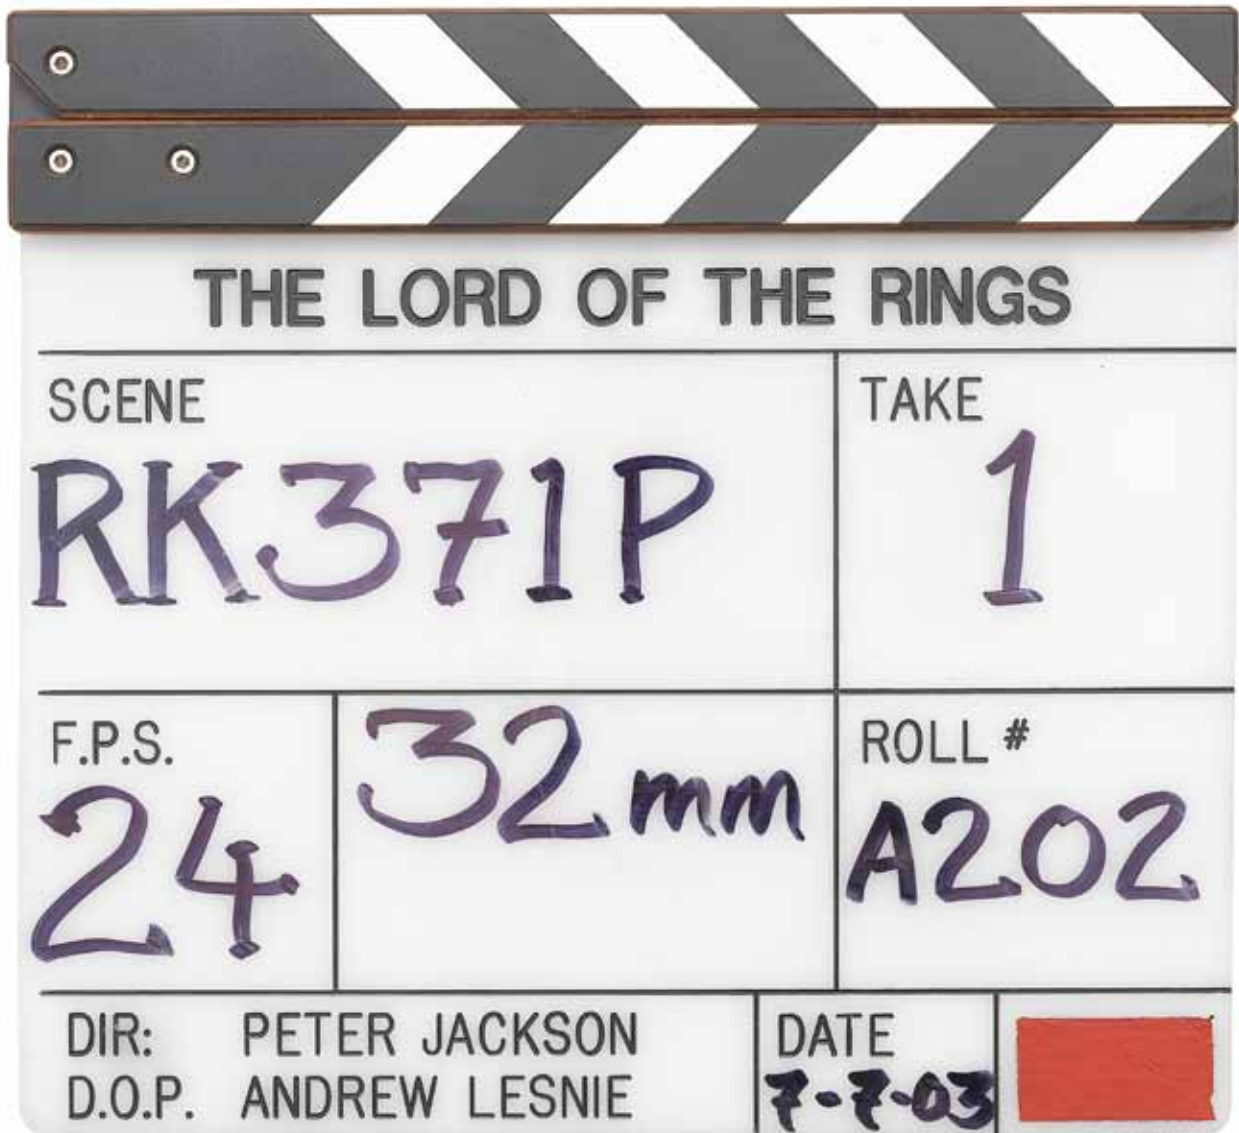 THE LORD OF THE RINGS
SCENE
TAKE
RK371P
1
F.P.S.
24
32mm
ROLL #
A202
DIR: PETER JACKSON
D.O.P. ANDREW LESNIE
DATE
7-7-03